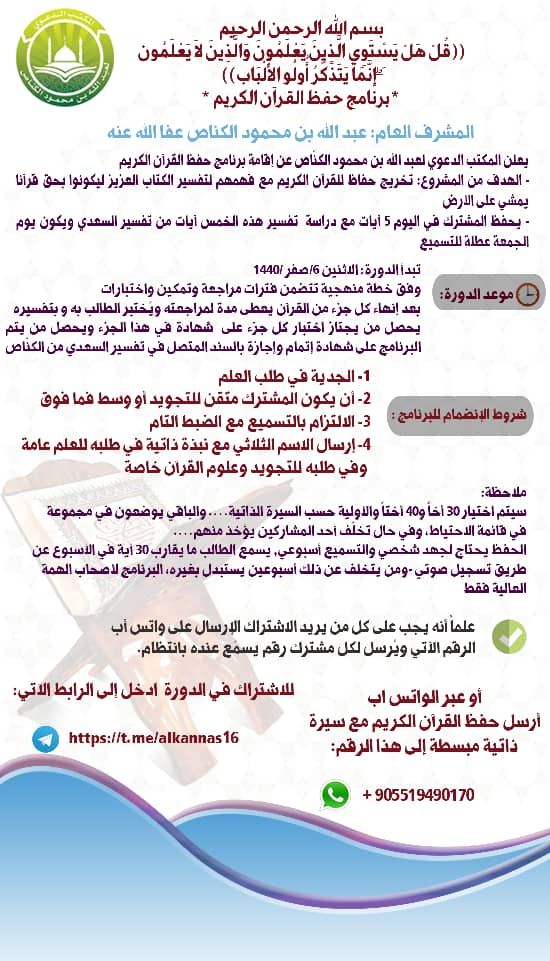 المكتب الدعوي
لعبد الله بن محمود الكناص
بسم الله الرحمن الرحيم
((قُلْ هَلْ يَسْتَوِي الَّذِينَ يَعْلَمُونَ وَالَّذِينَ لَا يَعْلَمُونَ
إِنَّمَا يَتَذَكَّرُ أُولُو الْأَلْبَابِ))
*برنامج حفظ القرآن الكريم *
المشرف العام: عبد الله بن محمود الكناص عفا الله عنه
يعلن المكتب الدعوي لعبد الله بن محمود الكنّاص عن إقامة برنامج حفظ القرآن الكريم
- الهدف من المشروع: تخريج حفاظ للقرآن الكريم مع فهمهم لتفسير الكتاب العزيز ليكونوا بحق قرآنا
يمشي على الأرض
- يحفظ المشترك في اليوم 5 آيات مع دراسة تفسير هذه الخمس آيات من تفسير السعدي ويكون يوم
الجمعة عطلة للتسميع
موعد الدورة:
تبدأ الدورة: الاثنين 6/صفر/1440
وفق خطة منهجية تتضمن فترات مراجعة وتمكين واختبارات
بعد إنهاء كل جزء من القرآن يعطى مدة لمراجعته ويُختبر الطالب به و بتفسيره
يحصل من يجتاز أختبار كل جزء على شهادة في هذا الجزء ويحصل من يتم
البرنامج على شهادة إتمام وإجازة بالسند المتصل في تفسير السعدي من الكنّاص
شروط الإنضمام للبرنامج :
1- الجدية في طلب العلم
2- أن يكون المشترك متقن للتجويد أو وسط فما فوق
3- الالتزام بالتسميع مع الضبط التام
4- إرسال الاسم الثلاثي مع نبذة ذاتية في طلبه للعلم عامة
وفي طلبه للتجويد وعلوم القرآن خاصة
ملاحظة:
سيتم اختيار 30 أخاً و40 أختاً والاولية حسب السيرة الذاتية.... والباقي يوضعون في مجموعة
في قائمة الاحتياط، وفي حال تخلّف أحد المشاركين يؤخذ منهم....
الحفظ يحتاج لجهد شخصي والتسميع أسبوعي, يسمع الطالب ما يقارب 30 آية في الأسبوع عن
طريق تسجيل صوتي -ومن يتخلف عن ذلك أسبوعين يستبدل بغيره، البرنامج لاصحاب الهمة
العالية فقط
علماً أنه يجب على كل من يريد الاشتراك الإرسال على واتس أب
الرقم الآتي ويُرسل لكل مشترك رقم يسمع عنده بانتظام.
للاشتراك في الدورة ادخل إلى الرابط الآتي:
https://t.me/alkannas16
أو عبر الواتس اب
أرسل حفظ القرآن الكريم مع سيرة
ذاتية مبسطة إلى هذا الرقم:
+ 905519490170